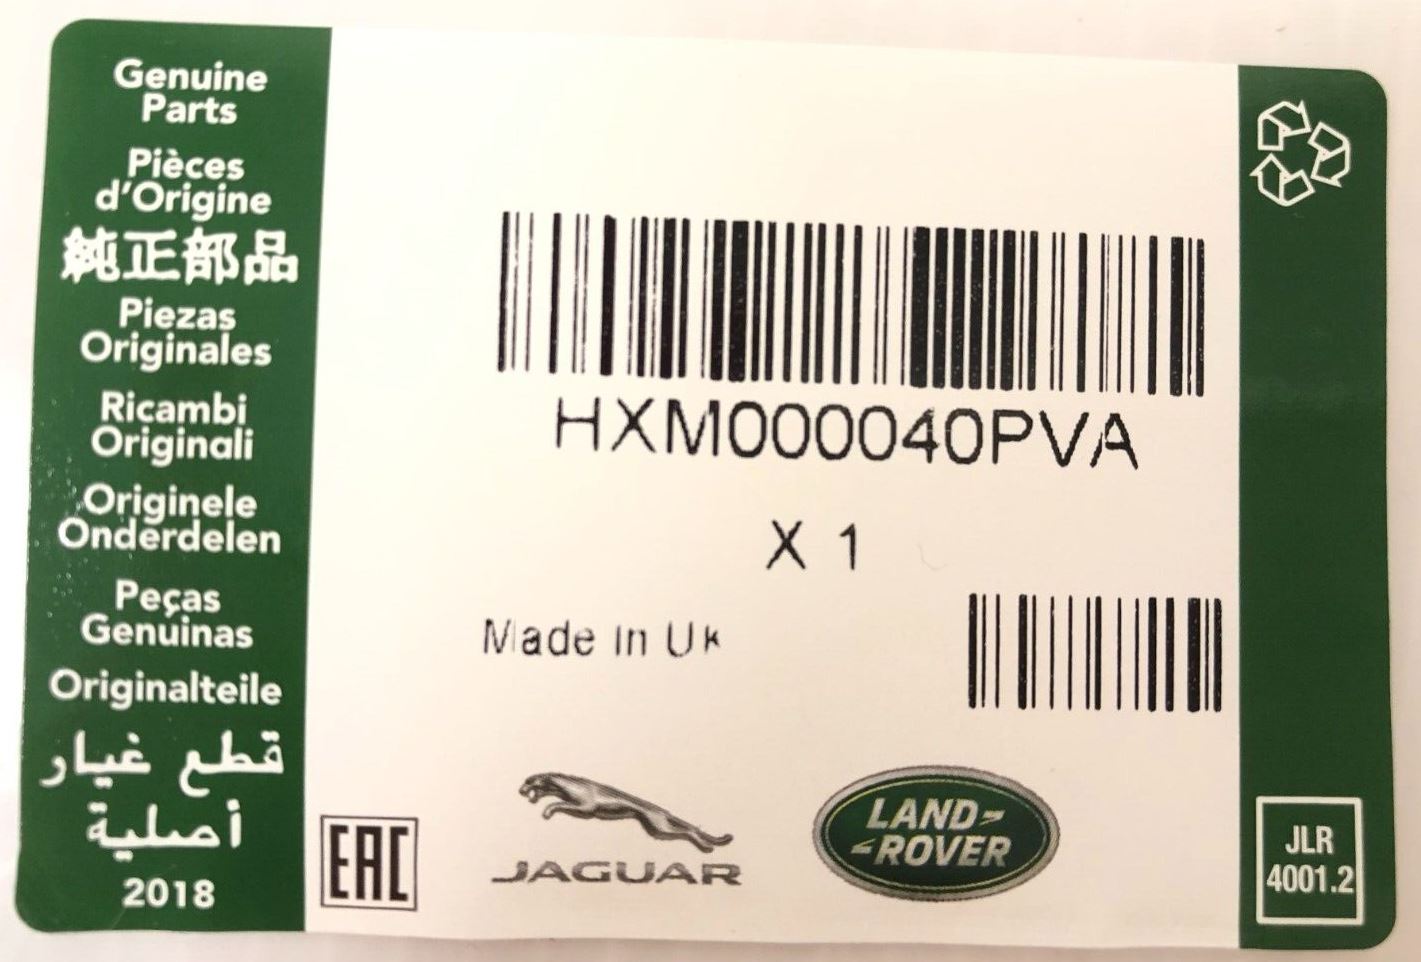 Genuine
Parts
Pièces
d'Origine
純正部品
Piezas
Originales
Ricambi
Originali
Originele
Onderdelen
Peças
Genuinas
Originalteile
قطع غيار
أصلية
2018
HXM000040PVA
X 1
Made In Uk
EAC
JAGUAR
LAND-
-ROVER
JLR
4001.2